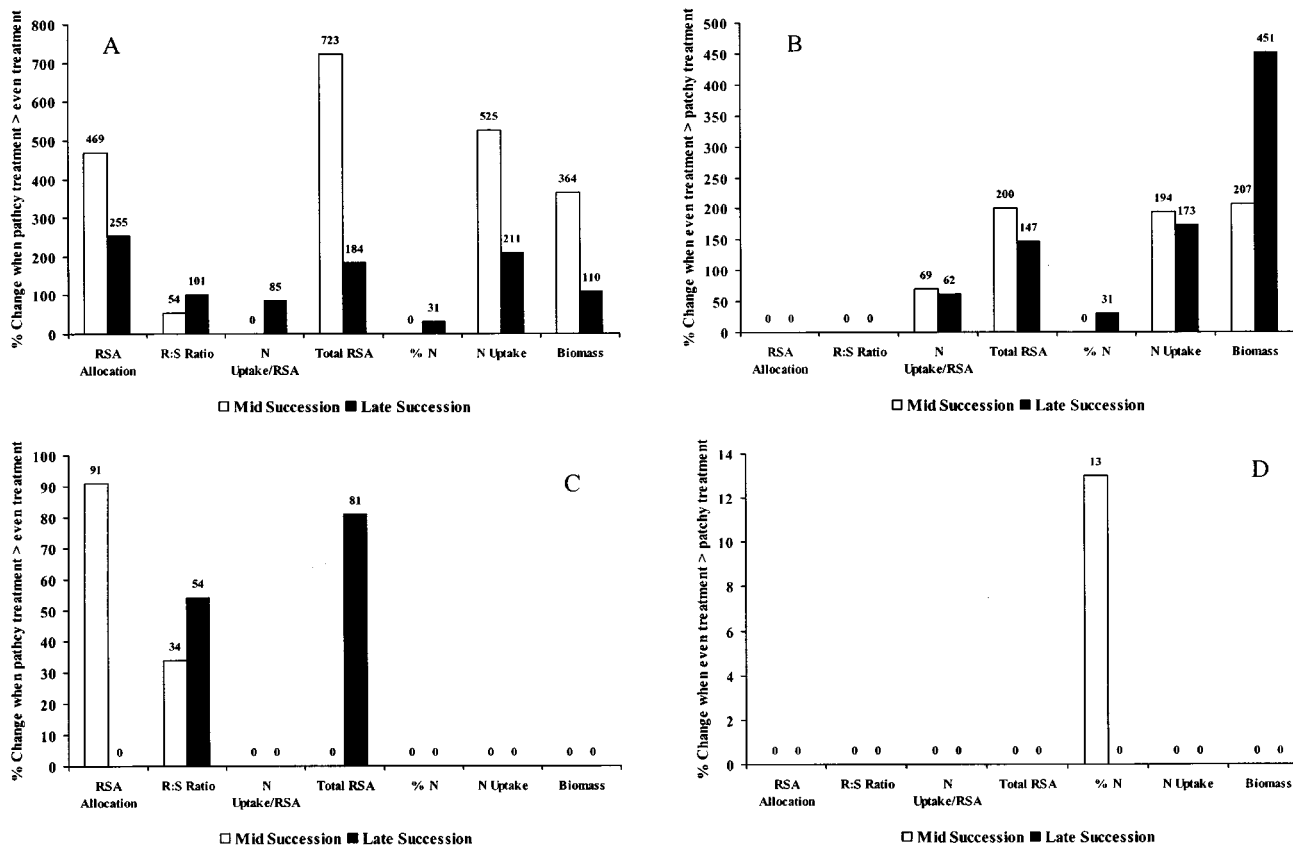 A
% Change when pathcy treatment > even treatment
800
700
600
500
400
300
200
100
0
469
255
54
101
0
85
723
184
0
31
525
211
364
110
RSA Allocation
R:S Ratio
N Uptake/RSA
Total RSA
% N
N Uptake
Biomass
Mid Succession
Late Succession
B
% Change when even treatment > patchy treatment
500
450
400
350
300
250
200
150
100
50
0
0
0
0
0
69
62
200
147
0
31
194
173
207
451
RSA Allocation
R:S Ratio
N Uptake/RSA
Total RSA
% N
N Uptake
Biomass
Mid Succession
Late Succession
C
% Change when pathcy treatment > even treatment
100
90
80
70
60
50
40
30
20
10
0
91
0
34
54
0
0
0
81
0
0
0
0
0
0
RSA Allocation
R:S Ratio
N Uptake/RSA
Total RSA
% N
N Uptake
Biomass
Mid Succession
Late Succession
D
% Change when even treatment > patchy treatment
14
12
10
8
6
4
2
0
0
0
0
0
0
0
0
0
13
0
0
0
0
0
RSA Allocation
R:S Ratio
N Uptake/RSA
Total RSA
% N
N Uptake
Biomass
Mid Succession
Late Succession